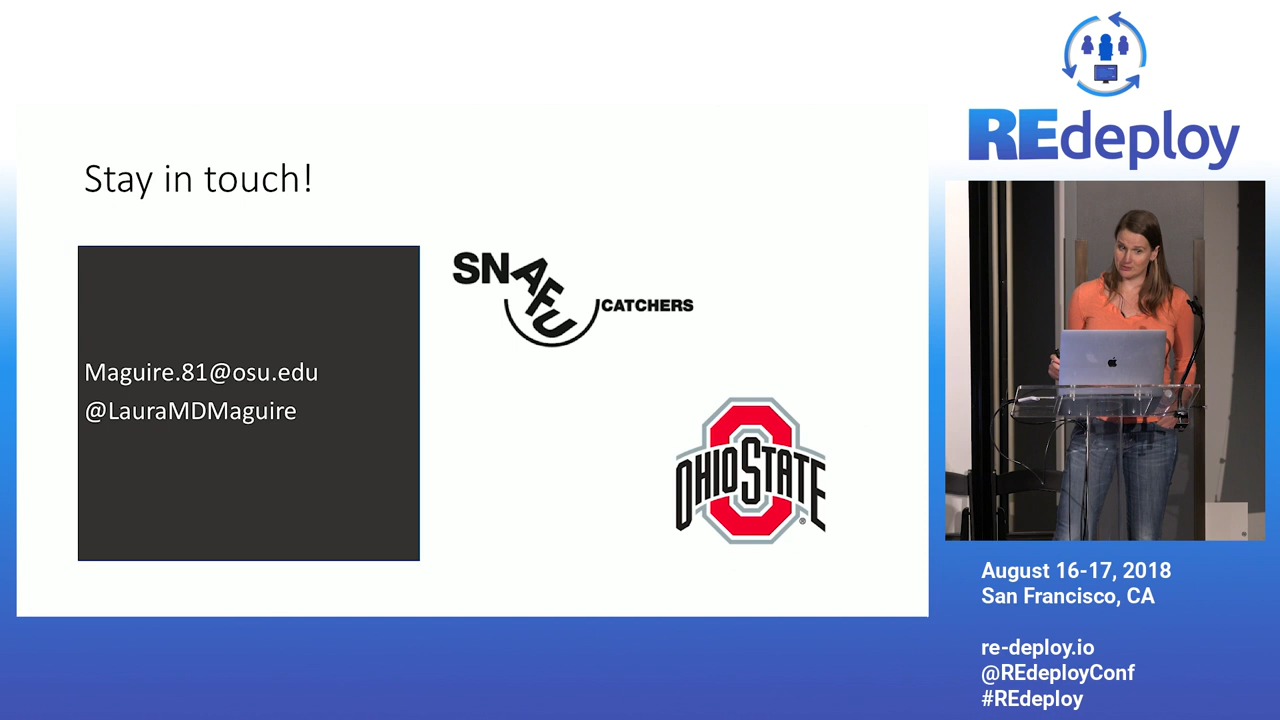 REdeploy
Stay in touch!
SNAFU CATCHERS
Maguire.81@osu.edu
@LauraMDMaguire
OHIO STATE
®
August 16-17, 2018
San Francisco, CA
re-deploy.io
@REdeployConf
#REdeploy